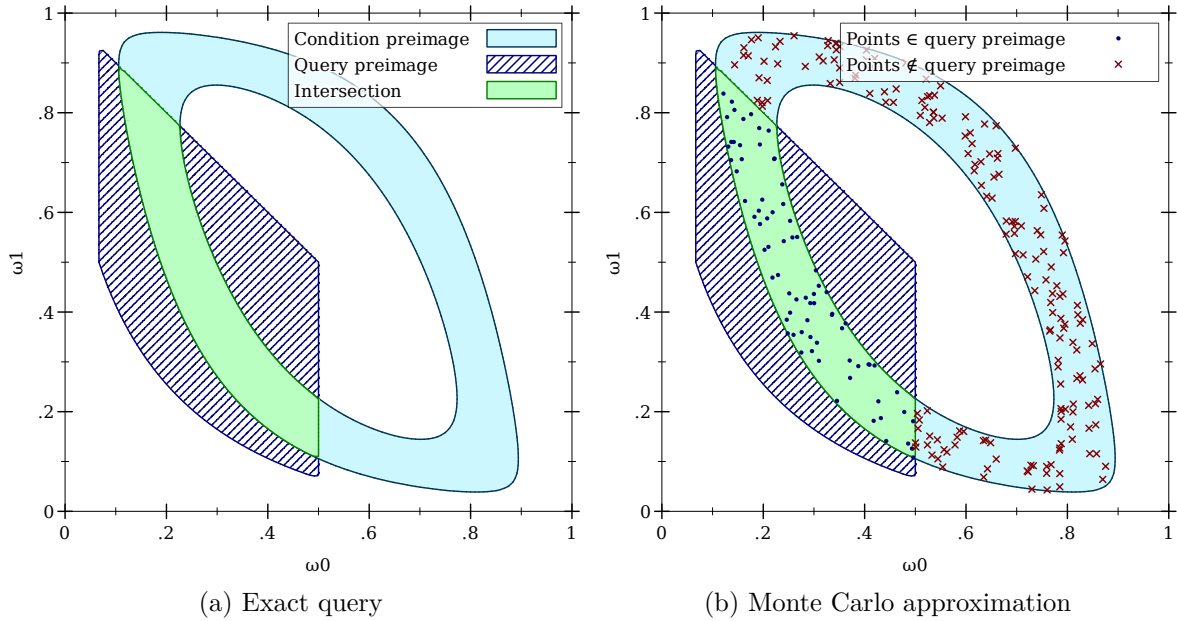 Condition preimage
Query preimage
Intersection
1
.8
.6
.4
.2
0
ω1
0
.2
.4
.6
.8
1
ω0
(a) Exact query
Points ∈ query preimage
Points ∉ query preimage
1
.8
.6
.4
.2
0
ω1
0
.2
.4
.6
.8
1
ω0
(b) Monte Carlo approximation